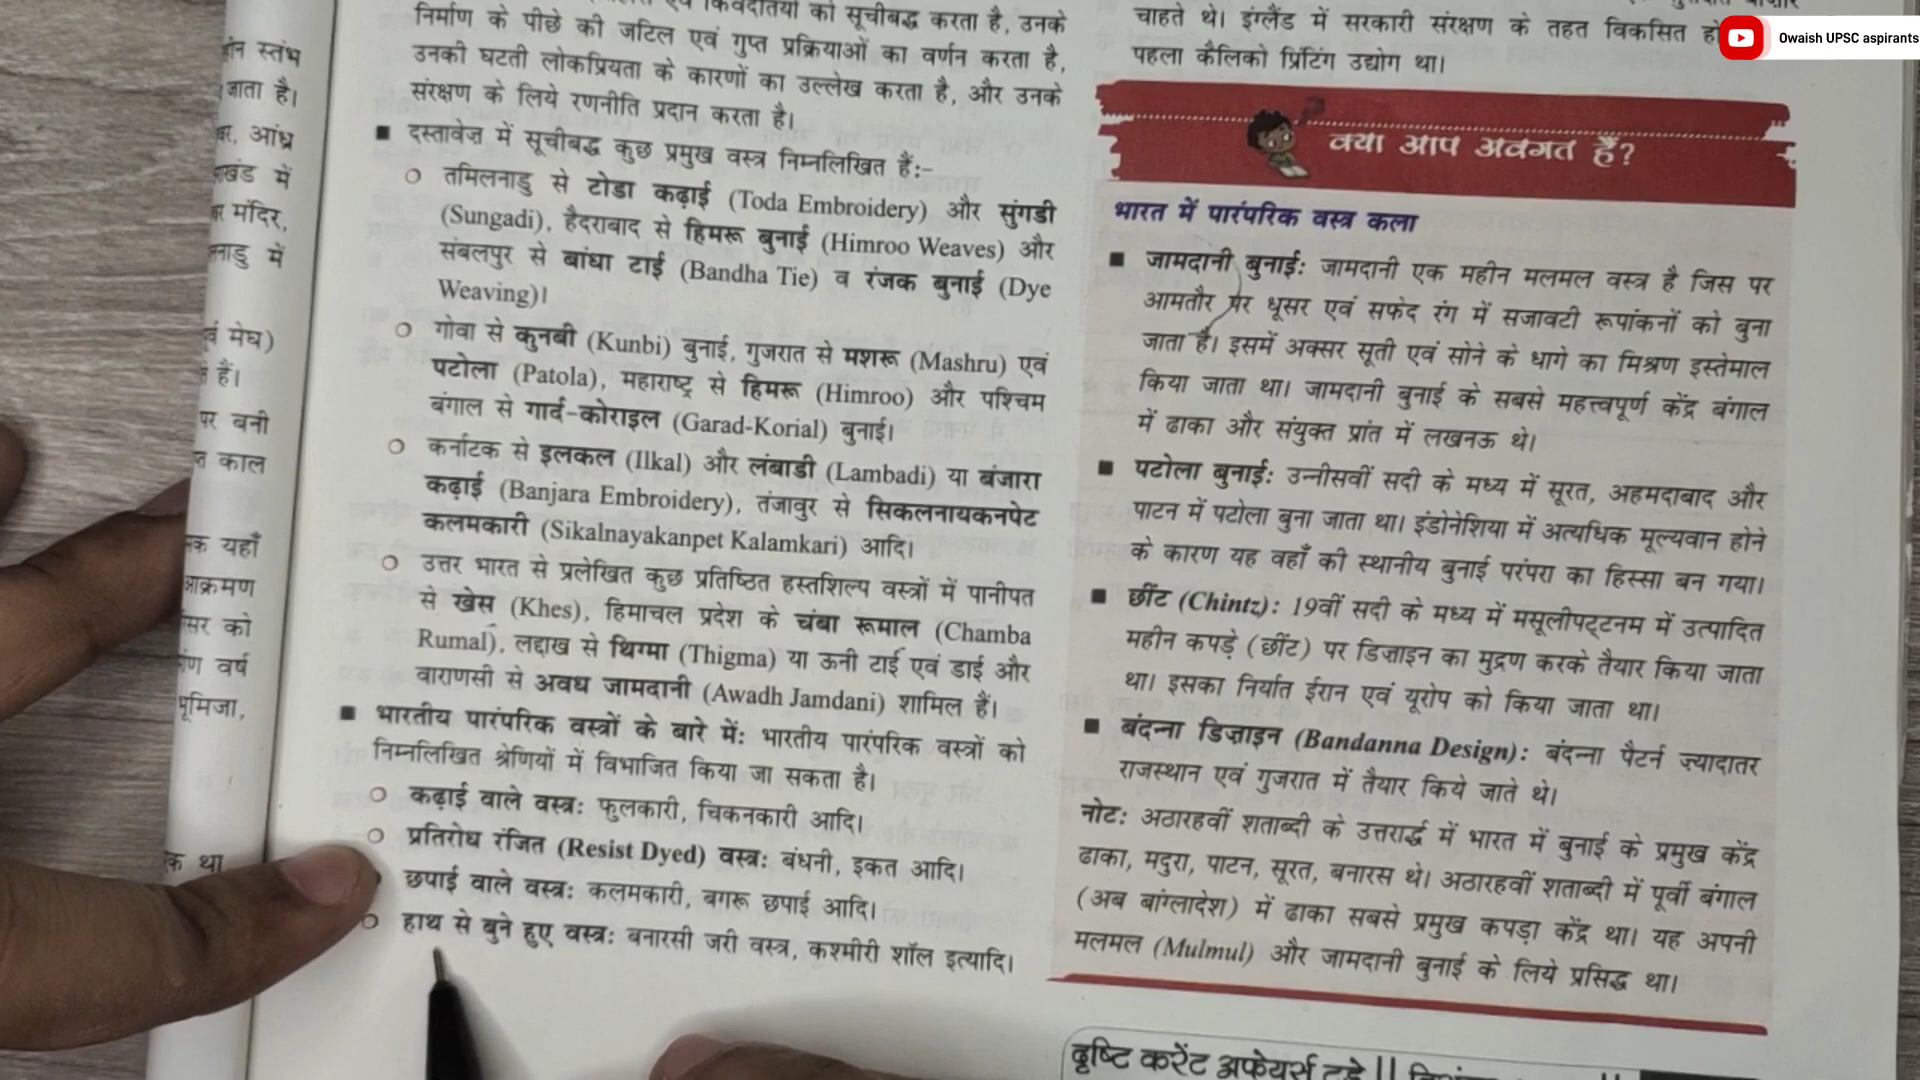 स्तंभ
जाता है।
आंध्र
में
मंदिर,
में
मेघ)
हैं।
पर बनी
काल
यहाँ
आक्रमण
को
वर्ष
भूमिजा,
था
किंवदंतियों को सूचीबद्ध करता है, उनके
निर्माण के पीछे की जटिल एवं गुप्त प्रक्रियाओं का वर्णन करता है,
उनकी घटती लोकप्रियता के कारणों का उल्लेख करता है, और उनके
संरक्षण के लिये रणनीति प्रदान करता है।
■ दस्तावेज़ में सूचीबद्ध कुछ प्रमुख वस्त्र निम्नलिखित हैं:–
○ तमिलनाडु से टोडा कढ़ाई (Toda Embroidery) और सुंगडी
(Sungadi), हैदराबाद से हिमरू बुनाई (Himroo Weaves) और
संबलपुर से बांधा टाई (Bandha Tie) व रंजक बुनाई (Dye
Weaving)।
○ गोवा से कुनबी (Kunbi) बुनाई, गुजरात से मशरू (Mashru) एवं
पटोला (Patola), महाराष्ट्र से हिमरू (Himroo) और पश्चिम
बंगाल से गार्द-कोराइल (Garad-Korial) बुनाई।
○ कर्नाटक से इलकल (Ilkal) और लंबाडी (Lambadi) या बंजारा
कढ़ाई (Banjara Embroidery), तंजावुर से सिकलनायकनपेट
कलमकारी (Sikalnayakanpet Kalamkari) आदि।
○ उत्तर भारत से प्रलेखित कुछ प्रतिष्ठित हस्तशिल्प वस्त्रों में पानीपत
से खेस (Khes), हिमाचल प्रदेश के चंबा रूमाल (Chamba
Rumal), लद्दाख से थिग्मा (Thigma) या ऊनी टाई एवं डाई और
वाराणसी से अवध जामदानी (Awadh Jamdani) शामिल हैं।
■ भारतीय पारंपरिक वस्त्रों के बारे में: भारतीय पारंपरिक वस्त्रों को
निम्नलिखित श्रेणियों में विभाजित किया जा सकता है।
○ कढ़ाई वाले वस्त्र: फुलकारी, चिकनकारी आदि।
○ प्रतिरोध रंजित (Resist Dyed) वस्त्र: बंधनी, इकत आदि।
छपाई वाले वस्त्र: कलमकारी, बगरू छपाई आदि।
○ हाथ से बुने हुए वस्त्र: बनारसी जरी वस्त्र, कश्मीरी शॉल इत्यादि।
चाहते थे। इंग्लैंड में सरकारी संरक्षण के तहत विकसित
पहला कैलिको प्रिंटिंग उद्योग था।
Owaish UPSC aspirants
क्या आप अवगत हैं?
भारत में पारंपरिक वस्त्र कला
■ जामदानी बुनाई: जामदानी एक महीन मलमल वस्त्र है जिस पर
आमतौर पर धूसर एवं सफेद रंग में सजावटी रूपांकनों को बुना
जाता है। इसमें अक्सर सूती एवं सोने के धागे का मिश्रण इस्तेमाल
किया जाता था। जामदानी बुनाई के सबसे महत्त्वपूर्ण केंद्र बंगाल
में ढाका और संयुक्त प्रांत में लखनऊ थे।
■ पटोला बुनाई: उन्नीसवीं सदी के मध्य में सूरत, अहमदाबाद और
पाटन में पटोला बुना जाता था। इंडोनेशिया में अत्यधिक मूल्यवान होने
के कारण यह वहाँ की स्थानीय बुनाई परंपरा का हिस्सा बन गया।
■ छींट (Chintz): 19वीं सदी के मध्य में मसूलीपट्टनम में उत्पादित
महीन कपड़े (छींट) पर डिज़ाइन का मुद्रण करके तैयार किया जाता
था। इसका निर्यात ईरान एवं यूरोप को किया जाता था।
■ बंदन्ना डिज़ाइन (Bandanna Design): बंदन्ना पैटर्न ज़्यादातर
राजस्थान एवं गुजरात में तैयार किये जाते थे।
नोट: अठारहवीं शताब्दी के उत्तरार्द्ध में भारत में बुनाई के प्रमुख केंद्र
ढाका, मदुरा, पाटन, सूरत, बनारस थे। अठारहवीं शताब्दी में पूर्वी बंगाल
(अब बांग्लादेश) में ढाका सबसे प्रमुख कपड़ा केंद्र था। यह अपनी
मलमल (Mulmul) और जामदानी बुनाई के लिये प्रसिद्ध था।
दृष्टि करेंट अफेयर्स टुडे ||